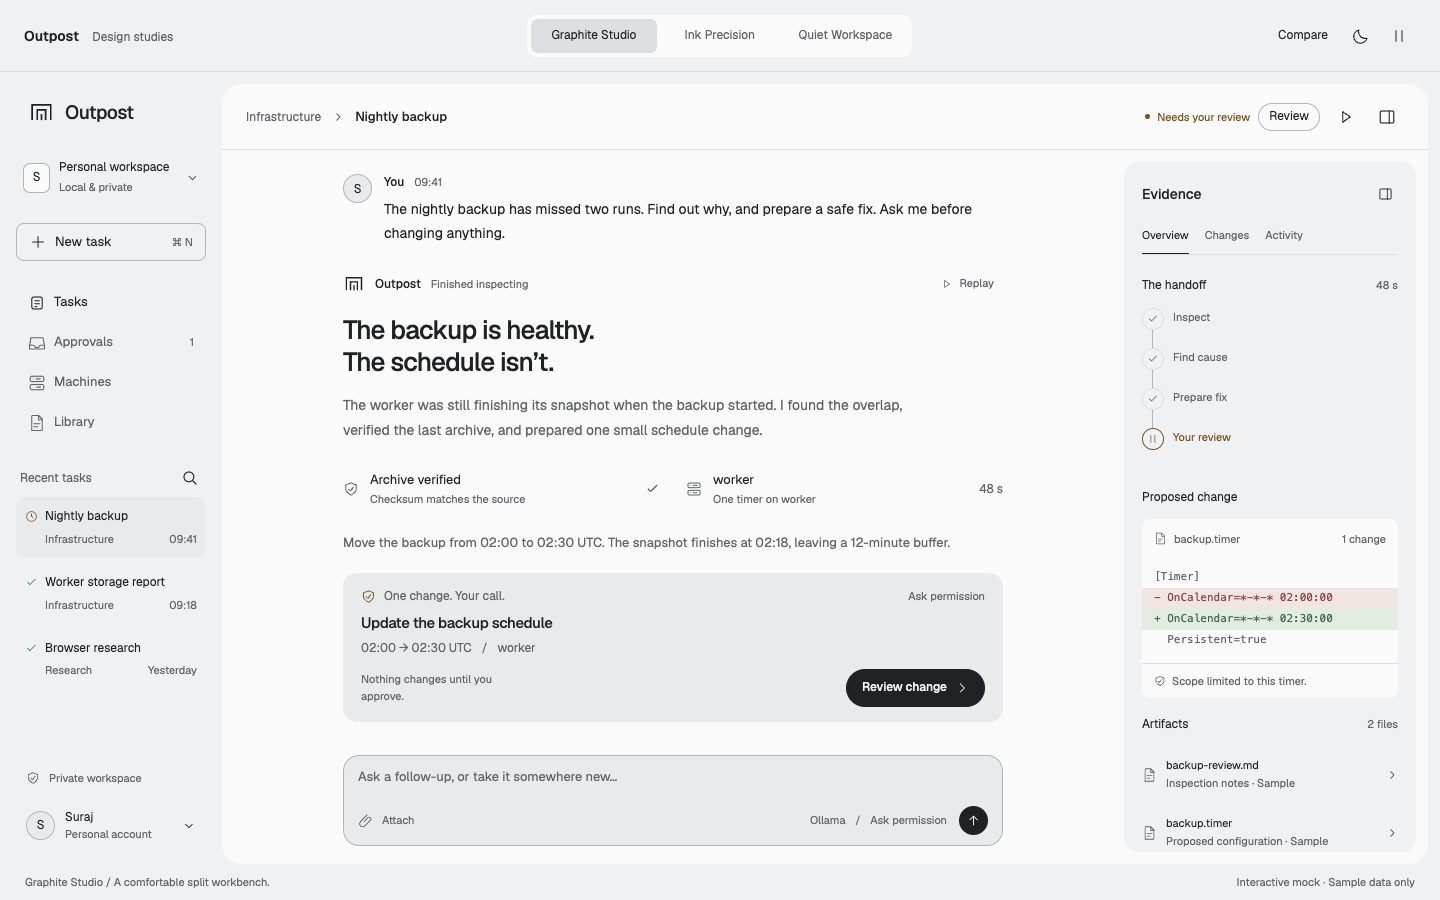 Outpost Design studies
Graphite Studio Ink Precision Quiet Workspace
Compare
Outpost
S Personal workspace
Local & private
New task ⌘ N
Tasks
Approvals 1
Machines
Library
Recent tasks
Nightly backup
Infrastructure 09:41
Worker storage report
Infrastructure 09:18
Browser research
Research Yesterday
Private workspace
S Suraj
Personal account
Infrastructure > Nightly backup
Needs your review Review
S You 09:41
The nightly backup has missed two runs. Find out why, and prepare a safe fix. Ask me before
changing anything.
Outpost Finished inspecting Replay
The backup is healthy.
The schedule isn’t.
The worker was still finishing its snapshot when the backup started. I found the overlap,
verified the last archive, and prepared one small schedule change.
Archive verified
Checksum matches the source
worker
One timer on worker
48 s
Move the backup from 02:00 to 02:30 UTC. The snapshot finishes at 02:18, leaving a 12-minute buffer.
One change. Your call. Ask permission
Update the backup schedule
02:00 → 02:30 UTC / worker
Nothing changes until you
approve.
Review change
Ask a follow-up, or take it somewhere new…
Attach Ollama / Ask permission
Evidence
Overview Changes Activity
The handoff 48 s
Inspect
Find cause
Prepare fix
Your review
Proposed change
backup.timer 1 change
[Timer]
− OnCalendar=*-*-* 02:00:00
+ OnCalendar=*-*-* 02:30:00
Persistent=true
Scope limited to this timer.
Artifacts 2 files
backup-review.md
Inspection notes · Sample
backup.timer
Proposed configuration · Sample
Graphite Studio / A comfortable split workbench.
Interactive mock · Sample data only